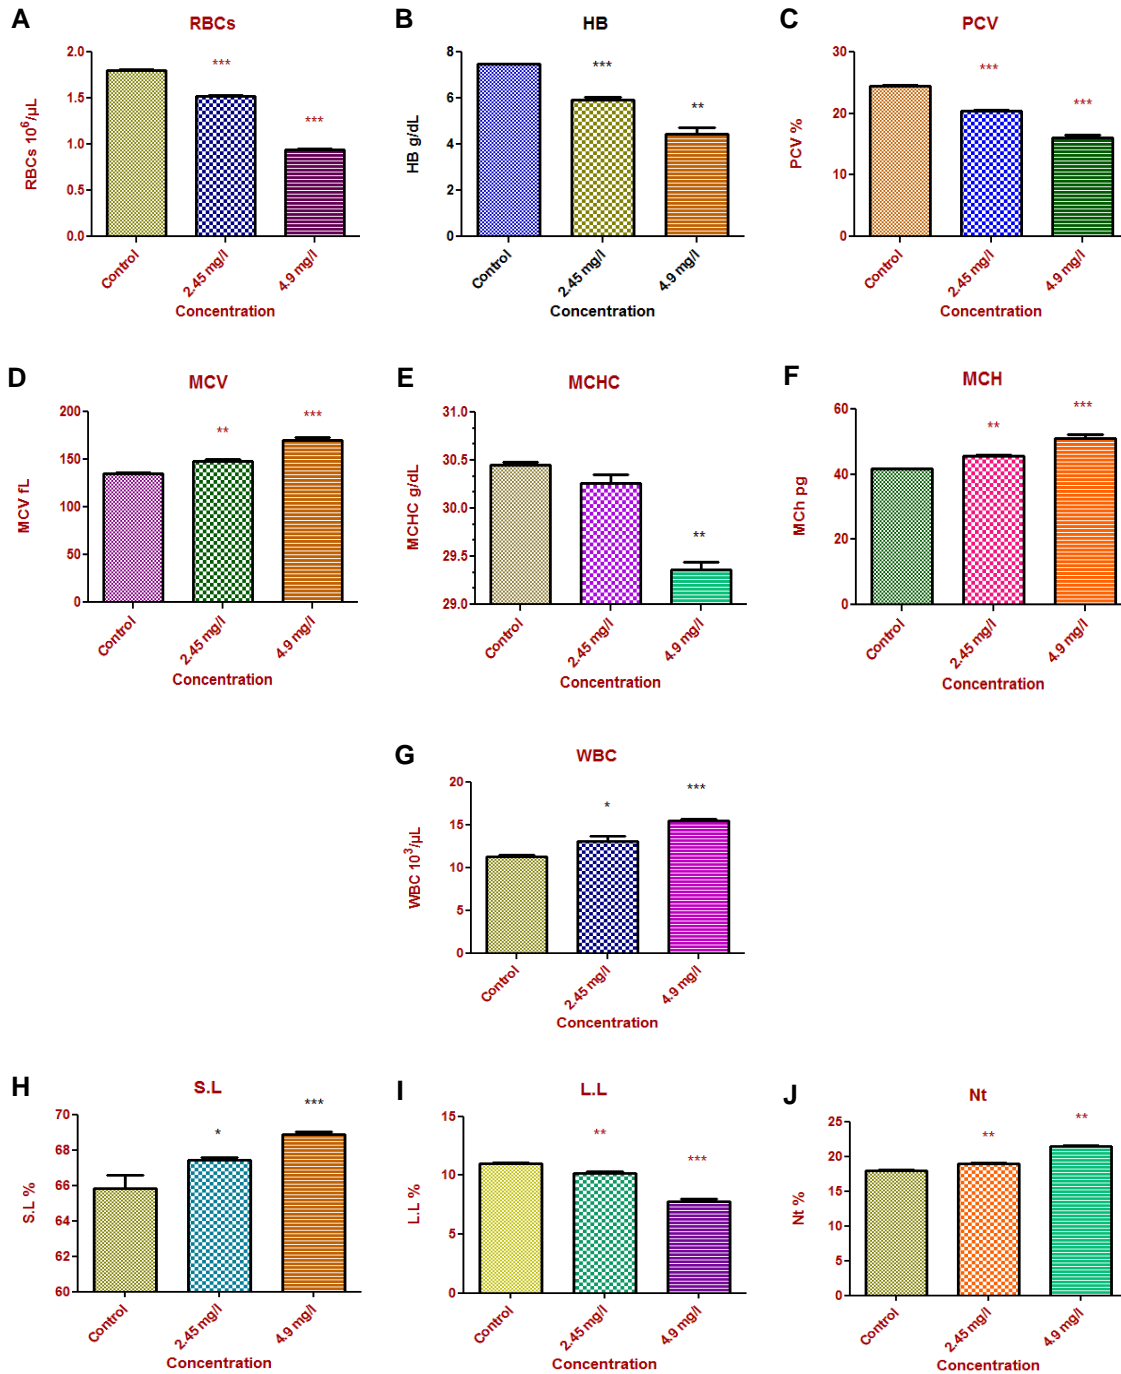 A
RBCs
RBCs 10^6/µL
2.0
1.5
1.0
0.5
0.0
***
***
Control
2.45 mg/l
4.9 mg/l
Concentration
B
HB
HB g/dL
8
6
4
2
0
***
**
Control
2.45 mg/l
4.9 mg/l
Concentration
C
PCV
PCV %
30
20
10
0
***
***
Control
2.45 mg/l
4.9 mg/l
Concentration
D
MCV
MCV fL
200
150
100
50
0
**
***
Control
2.45 mg/l
4.9 mg/l
Concentration
E
MCHC
MCHC g/dL
31.0
30.5
30.0
29.5
29.0
**
Control
2.45 mg/l
4.9 mg/l
Concentration
F
MCH
MCh pg
60
40
20
0
**
***
Control
2.45 mg/l
4.9 mg/l
Concentration
G
WBC
WBC 10^3/µL
20
15
10
5
0
*
***
Control
2.45 mg/l
4.9 mg/l
Concentration
H
S.L
S.L %
70
68
66
64
62
60
*
***
Control
2.45 mg/l
4.9 mg/l
Concentration
I
L.L
L.L %
15
10
5
0
**
***
Control
2.45 mg/l
4.9 mg/l
Concentration
J
Nt
Nt %
25
20
15
10
5
0
**
**
Control
2.45 mg/l
4.9 mg/l
Concentration